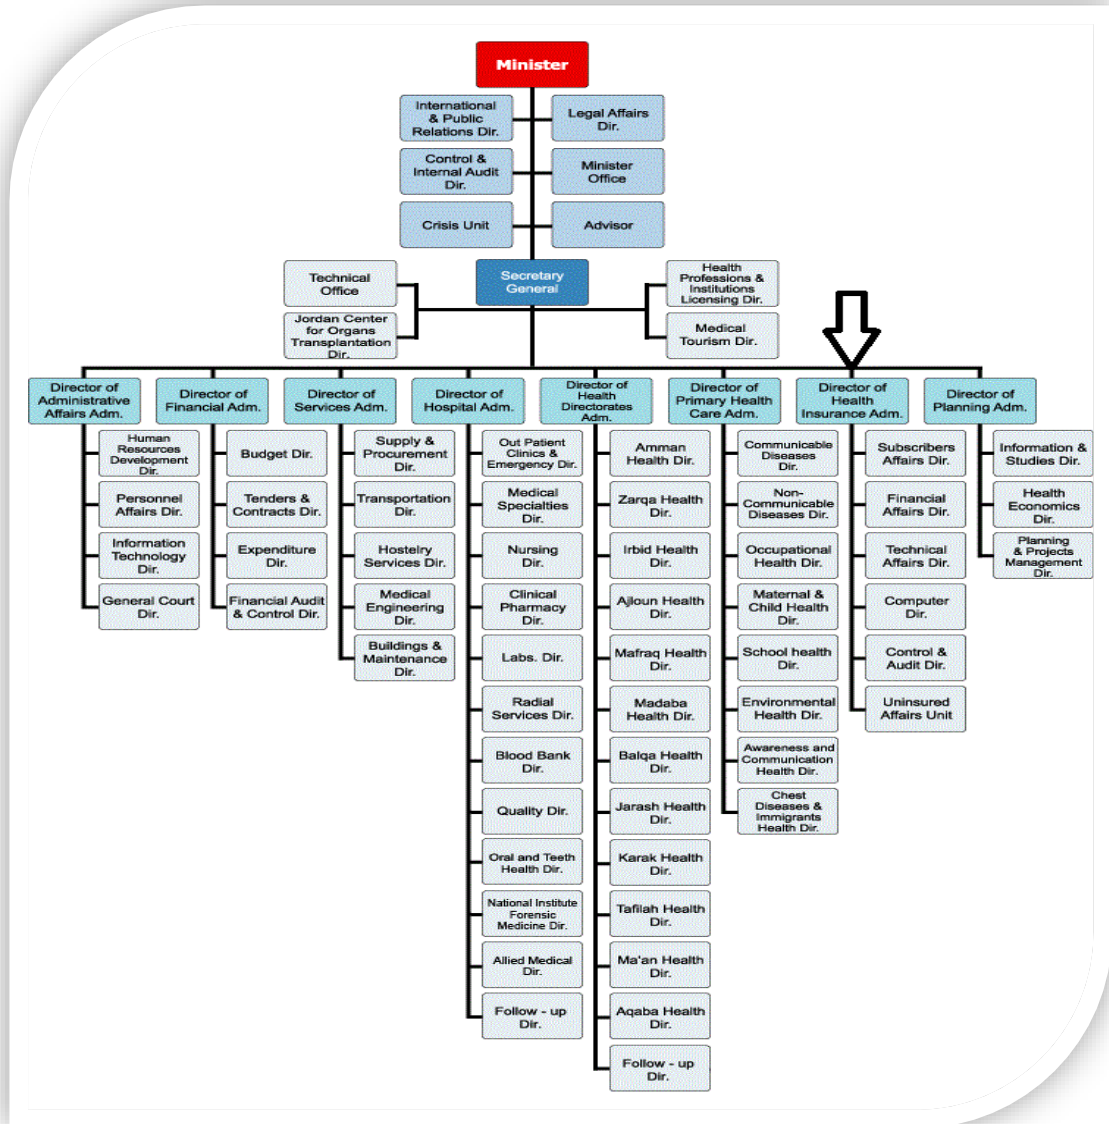 Minister
International
& Public
Relations Dir.
Legal Affairs
Dir.
Control &
Internal Audit
Dir.
Minister
Office
Crisis Unit
Advisor
Technical
Office
Secretary
General
Health
Professions &
Institutions
Licensing Dir.
Jordan Center
for Organs
Transplantation
Dir.
Medical
Tourism Dir.
Director of
Administrative
Affairs Adm.
Human
Resources
Development
Dir.
Personnel
Affairs Dir.
Information
Technology
Dir.
General Court
Dir.
Director of
Financial Adm.
Budget Dir.
Tenders &
Contracts Dir.
Expenditure
Dir.
Financial Audit
& Control Dir.
Director of
Services Adm.
Supply &
Procurement
Dir.
Transportation
Dir.
Hostelry
Services Dir.
Medical
Engineering
Dir.
Buildings &
Maintenance
Dir.
Director of
Hospital Adm.
Out Patient
Clinics &
Emergency Dir.
Medical
Specialties
Dir.
Nursing
Dir.
Clinical
Pharmacy
Dir.
Labs. Dir.
Radial
Services Dir.
Blood Bank
Dir.
Quality Dir.
Oral and Teeth
Health Dir.
National Institute
Forensic
Medicine Dir.
Allied Medical
Dir.
Follow - up
Dir.
Director of
Health
Directorates
Adm.
Amman
Health Dir.
Zarqa Health
Dir.
Irbid Health
Dir.
Ajloun Health
Dir.
Mafraq Health
Dir.
Madaba
Health Dir.
Balqa Health
Dir.
Jarash Health
Dir.
Karak Health
Dir.
Tafilah Health
Dir.
Ma'an Health
Dir.
Aqaba Health
Dir.
Follow - up
Dir.
Director of
Primary Health
Care Adm.
Communicable
Diseases
Dir.
Non-
Communicable
Diseases Dir.
Occupational
Health Dir.
Maternal &
Child Health
Dir.
School health
Dir.
Environmental
Health Dir.
Awareness and
Communication
Health Dir.
Chest
Diseases &
Immigrants
Health Dir.
Director of
Health
Insurance Adm.
Subscribers
Affairs Dir.
Financial
Affairs Dir.
Technical
Affairs Dir.
Computer
Dir.
Control &
Audit Dir.
Uninsured
Affairs Unit
Director of
Planning Adm.
Information &
Studies Dir.
Health
Economics
Dir.
Planning
& Projects
Management
Dir.